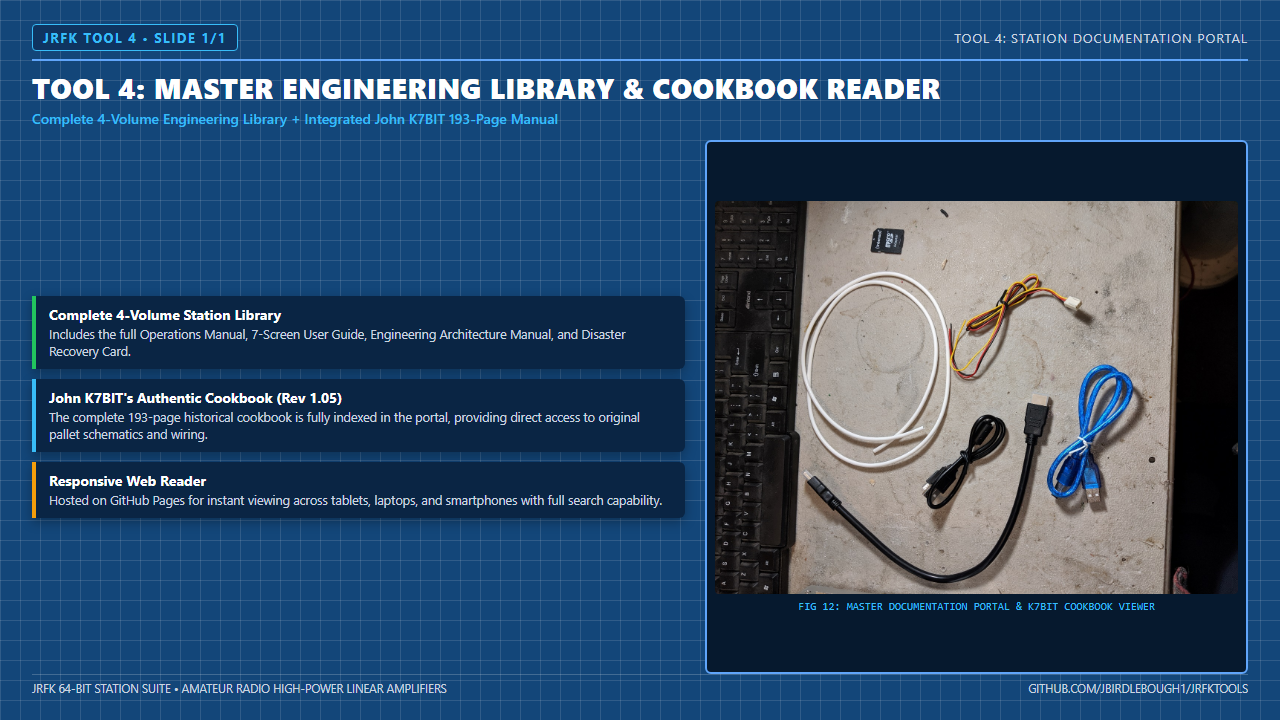 JRFK TOOL 4 • SLIDE 1/1
TOOL 4: STATION DOCUMENTATION PORTAL
TOOL 4: MASTER ENGINEERING LIBRARY & COOKBOOK READER
Complete 4-Volume Engineering Library + Integrated John K7BIT 193-Page Manual
Complete 4-Volume Station Library
Includes the full Operations Manual, 7-Screen User Guide, Engineering Architecture Manual, and Disaster
Recovery Card.
John K7BIT's Authentic Cookbook (Rev 1.05)
The complete 193-page historical cookbook is fully indexed in the portal, providing direct access to original
pallet schematics and wiring.
Responsive Web Reader
Hosted on GitHub Pages for instant viewing across tablets, laptops, and smartphones with full search capability.
FIG 12: MASTER DOCUMENTATION PORTAL & K7BIT COOKBOOK VIEWER
JRFK 64-BIT STATION SUITE • AMATEUR RADIO HIGH-POWER LINEAR AMPLIFIERS
GITHUB.COM/JBIRDLEBOUGH1/JRFKTOOLS